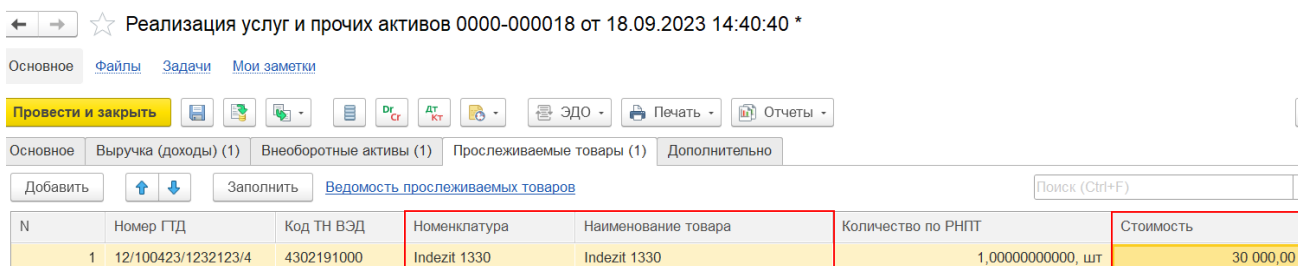 Реализация услуг и прочих активов 0000-000018 от 18.09.2023 14:40:40 *
Основное Файлы Задачи Мои заметки
Провести и закрыть Dr Cr Дт Кт ЭДО Печать Отчеты
Основное Выручка (доходы) (1) Внеоборотные активы (1) Прослеживаемые товары (1) Дополнительно
Добавить Заполнить Ведомость прослеживаемых товаров Поиск (Ctrl+F)
N Номер ГТД Код ТН ВЭД Номенклатура Наименование товара Количество по РНПТ Стоимость
1 12/100423/1232123/4 4302191000 Indezit 1330 Indezit 1330 1,00000000000, шт 30 000,00